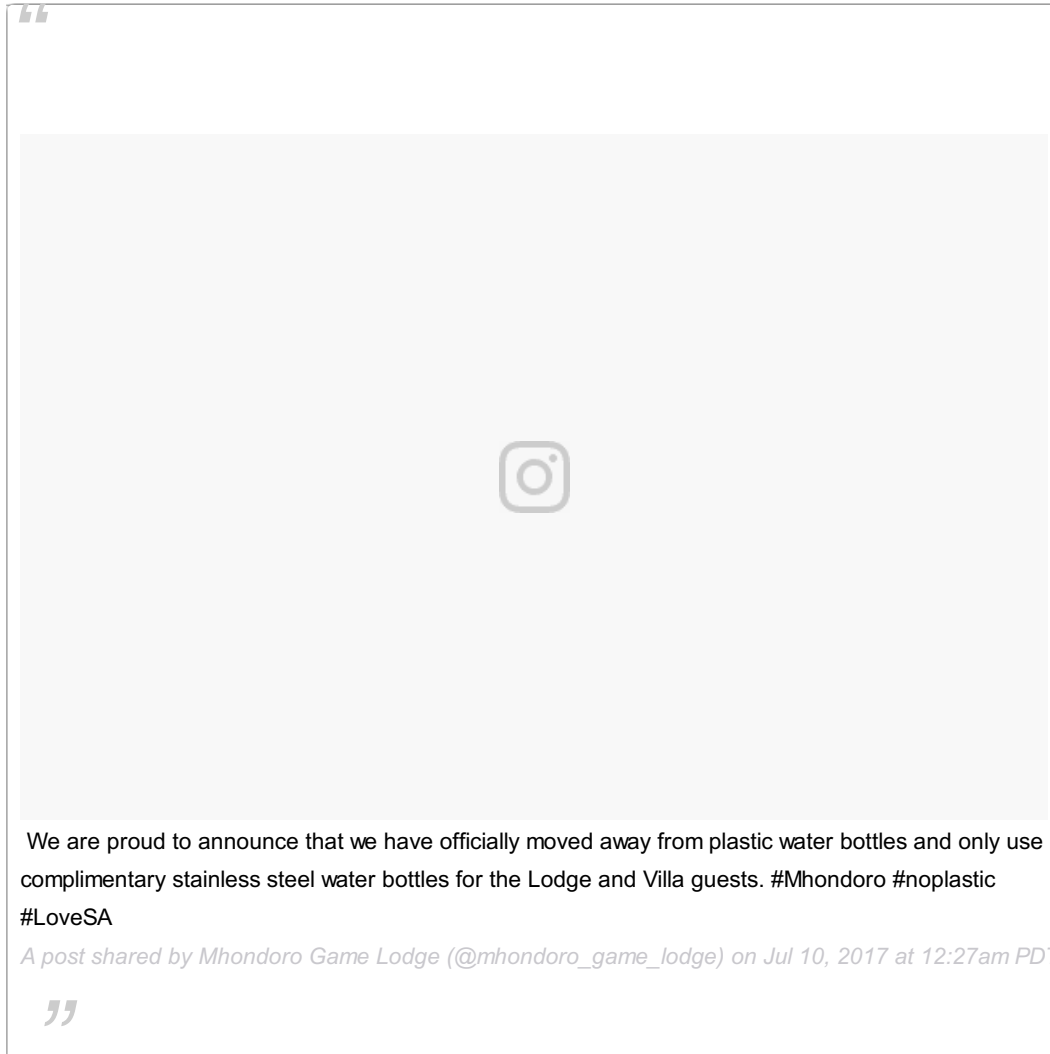 “
We are proud to announce that we have officially moved away from plastic water bottles and only use
complimentary stainless steel water bottles for the Lodge and Villa guests. #Mhondoro #noplastic
#LoveSA
A post shared by Mhondoro Game Lodge (@mhondoro_game_lodge) on Jul 10, 2017 at 12:27am PDT
”